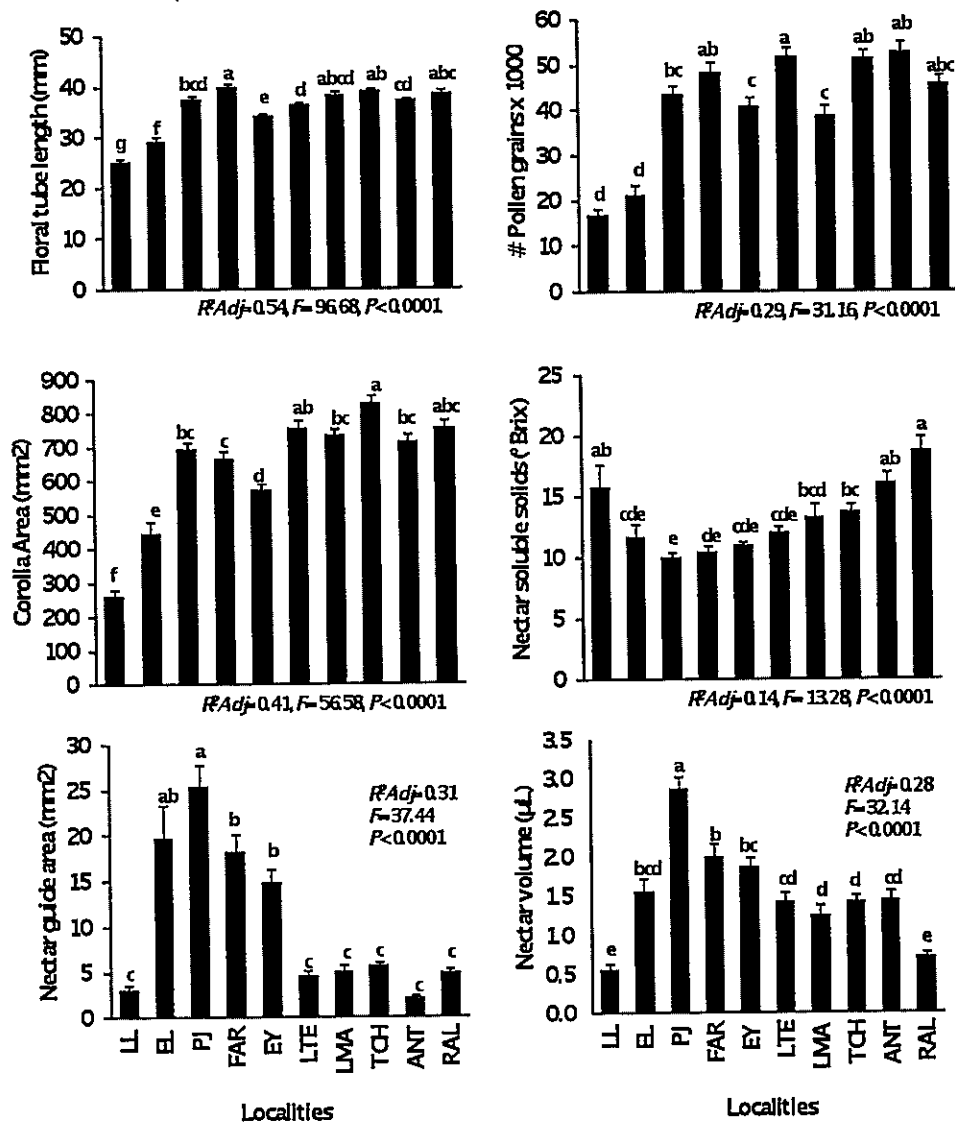 Floral tube length (mm)
50
40
30
20
10
0
g f bcd a e d abcd ab cd abc
R²Adj=0.54, F=96.68, P<0.0001
# Pollen grains x 1000
60
50
40
30
20
10
0
d d bc ab c a c ab ab abc
R²Adj=0.29, F=31.16, P<0.0001
Corolla Area (mm2)
900
800
700
600
500
400
300
200
100
0
f e bc c d ab bc a bc abc
R²Adj=0.41, F=56.58, P<0.0001
Nectar soluble solids (º Brix)
25
20
15
10
5
0
ab cde e de cde cde bcd bc ab a
R²Adj=0.14, F=13.28, P<0.0001
Nectar guide area (mm2)
30
25
20
15
10
5
0
c ab a b b c c c c c
R²Adj=0.31
F=37.44
P<0.0001
LL EL PJ FAR EY LTE LMA TCH ANT RAL
Localities
Nectar volume (µL)
3.5
3.0
2.5
2.0
1.5
1.0
0.5
0.0
e bcd a b bc cd d d cd e
R²Adj=0.28
F=32.14
P<0.0001
LL EL PJ FAR EY LTE LMA TCH ANT RAL
Localities